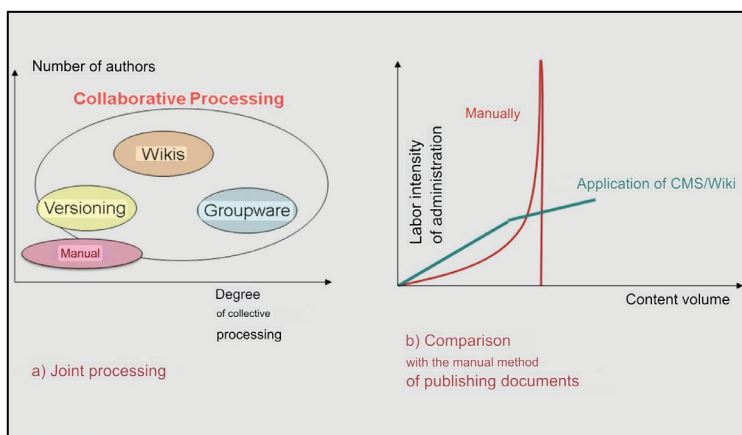 Number of authors
Collaborative Processing
Wikis
Versioning
Groupware
Manual
Degree
of collective
processing
a) Joint processing
Labor intensity
of administration
Manually
Application of CMS/Wiki
Content volume
b) Comparison
with the manual method
of publishing documents